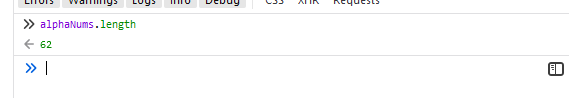 Errors Warnings Logs Info Debug CSS XHR Requests
>> alphaNums.length
← 62
>>